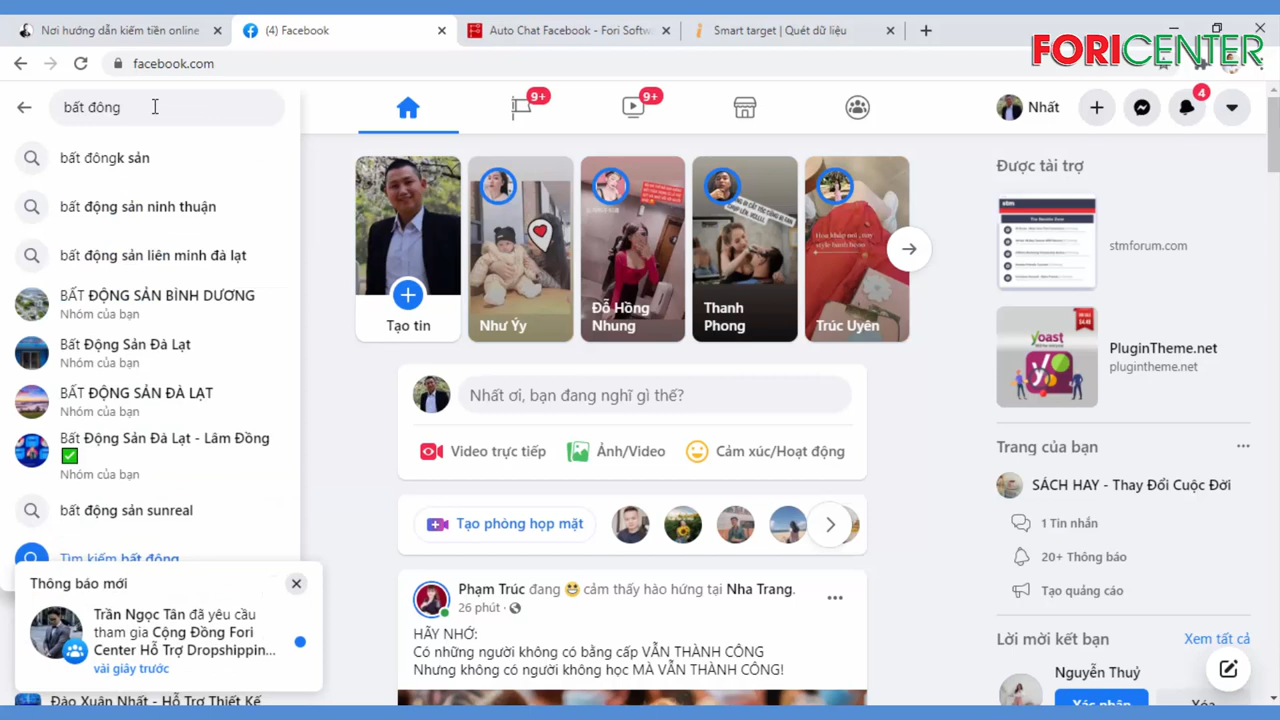 Nơi hướng dẫn kiếm tiền online
(4) Facebook
Auto Chat Facebook - Fori Softw
Smart target | Quét dữ liệu
FORICENTER
facebook.com
bất đông
bất đôngk sản
bất động sản ninh thuận
bất động sản liên minh đà lạt
BẤT ĐỘNG SẢN BÌNH DƯƠNG
Nhóm của bạn
Bất Động Sản Đà Lạt
Nhóm của bạn
BẤT ĐỘNG SẢN ĐÀ LẠT
Nhóm của bạn
Bất Động Sản Đà Lạt - Lâm Đồng
✅
Nhóm của bạn
bất động sản sunreal
Tìm kiếm bất đông
Thông báo mới
Trần Ngọc Tân đã yêu cầu
tham gia Cộng Đồng Fori
Center Hỗ Trợ Dropshippin...
vài giây trước
Đào Xuân Nhất - Hỗ Trợ Thiết Kế
9+
9+
Nhất
4
Tạo tin
Như Ýy
Đỗ Hồng
Nhung
Thanh
Phong
Trúc Uyên
Nhất ơi, bạn đang nghĩ gì thế?
Video trực tiếp
Ảnh/Video
Cảm xúc/Hoạt động
Tạo phòng họp mặt
Phạm Trúc đang 😀 cảm thấy hào hứng tại Nha Trang.
26 phút
HÃY NHỚ:
Có những người không có bằng cấp VẪN THÀNH CÔNG
Nhưng không có người không học MÀ VẪN THÀNH CÔNG!
Được tài trợ
stm
stmforum.com
yoast
PluginTheme.net
plugintheme.net
Trang của bạn
SÁCH HAY - Thay Đổi Cuộc Đời
1 Tin nhắn
20+ Thông báo
Tạo quảng cáo
Lời mời kết bạn
Xem tất cả
Nguyễn Thuỷ
Xác nhận
Xóa